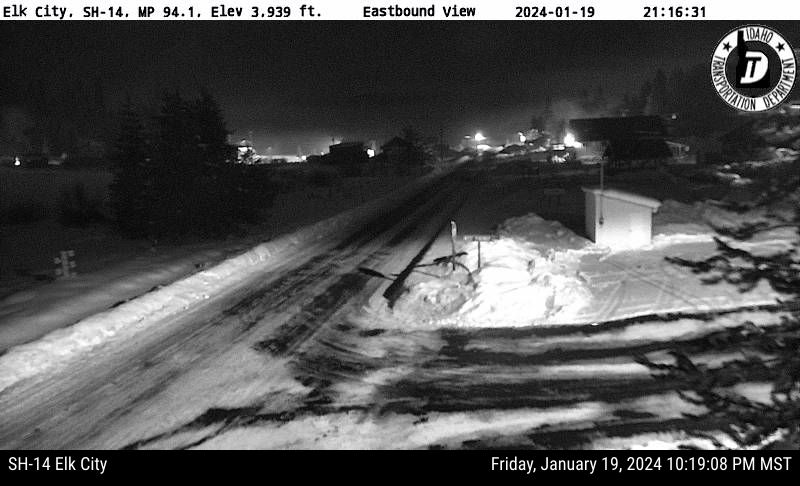 Elk City, SH-14, MP 94.1, Elev 3,939 ft. Eastbound View 2024-01-19 21:16:31
IDAHO
TRANSPORTATION DEPARTMENT
SH-14 Elk City Friday, January 19, 2024 10:19:08 PM MST